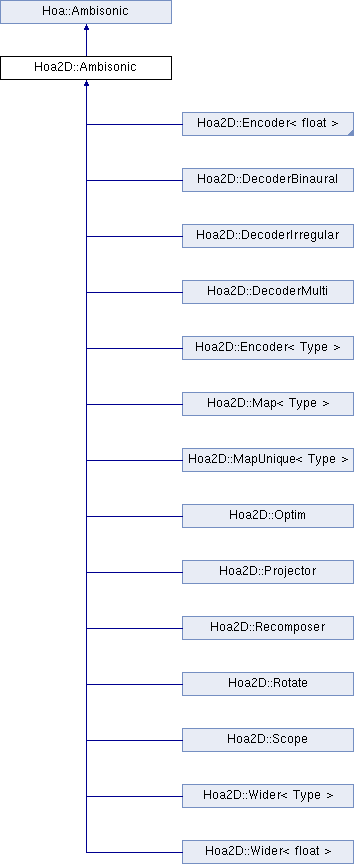 Hoa::Ambisonic
Hoa2D::Ambisonic
Hoa2D::Encoder< float >
Hoa2D::DecoderBinaural
Hoa2D::DecoderIrregular
Hoa2D::DecoderMulti
Hoa2D::Encoder< Type >
Hoa2D::Map< Type >
Hoa2D::MapUnique< Type >
Hoa2D::Optim
Hoa2D::Projector
Hoa2D::Recomposer
Hoa2D::Rotate
Hoa2D::Scope
Hoa2D::Wider< Type >
Hoa2D::Wider< float >